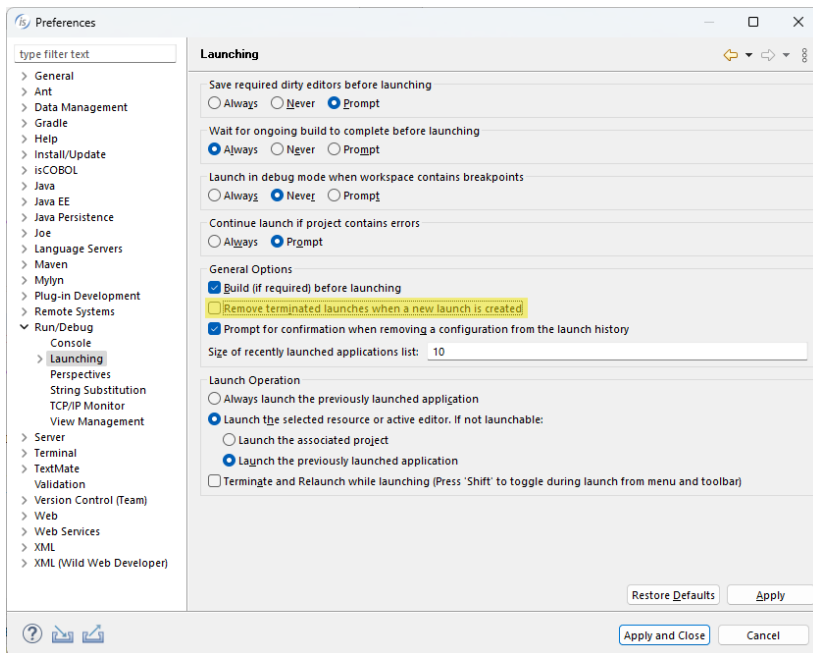 Preferences
type filter text
General
Ant
Data Management
Gradle
Help
Install/Update
isCOBOL
Java
Java EE
Java Persistence
Joe
Language Servers
Maven
Mylyn
Plug-in Development
Remote Systems
Run/Debug
Console
Launching
Perspectives
String Substitution
TCP/IP Monitor
View Management
Server
Terminal
TextMate
Validation
Version Control (Team)
Web
Web Services
XML
XML (Wild Web Developer)
Launching
Save required dirty editors before launching
Always Never Prompt
Wait for ongoing build to complete before launching
Always Never Prompt
Launch in debug mode when workspace contains breakpoints
Always Never Prompt
Continue launch if project contains errors
Always Prompt
General Options
Build (if required) before launching
Remove terminated launches when a new launch is created
Prompt for confirmation when removing a configuration from the launch history
Size of recently launched applications list: 10
Launch Operation
Always launch the previously launched application
Launch the selected resource or active editor. If not launchable:
Launch the associated project
Launch the previously launched application
Terminate and Relaunch while launching (Press 'Shift' to toggle during launch from menu and toolbar)
Restore Defaults Apply
Apply and Close Cancel